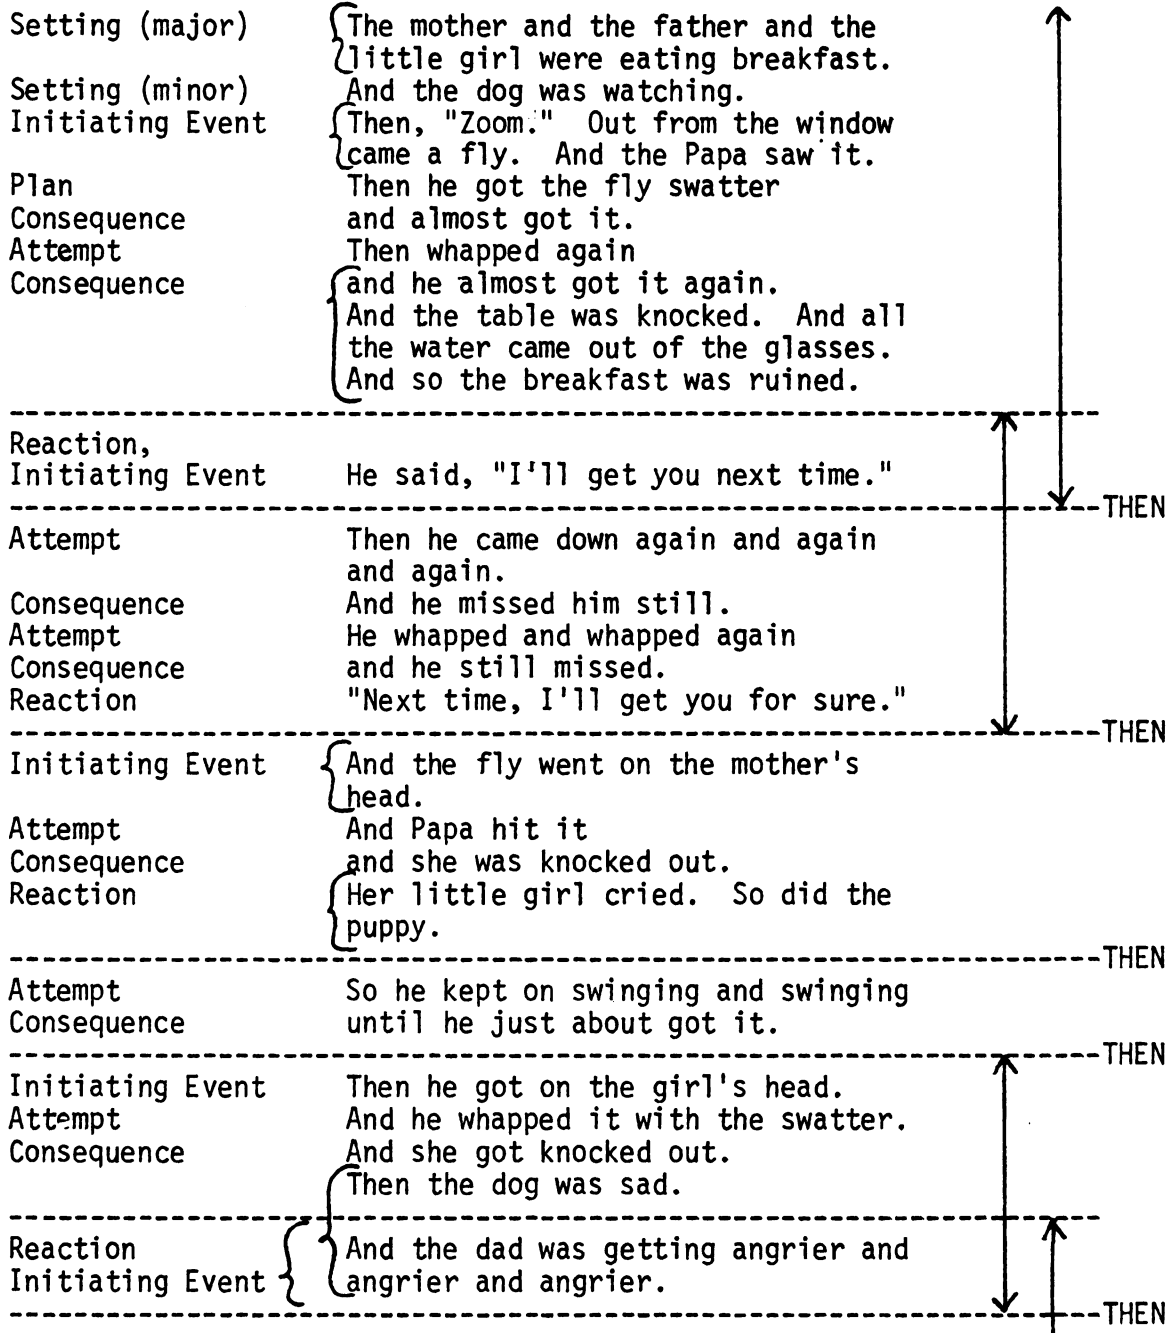 Setting (major) The mother and the father and the
little girl were eating breakfast.
Setting (minor) And the dog was watching.
Initiating Event Then, "Zoom." Out from the window
came a fly. And the Papa saw it.
Plan Then he got the fly swatter
Consequence and almost got it.
Attempt Then whapped again
Consequence and he almost got it again.
And the table was knocked. And all
the water came out of the glasses.
And so the breakfast was ruined.
Reaction,
Initiating Event He said, "I'll get you next time."
THEN
Attempt Then he came down again and again
and again.
Consequence And he missed him still.
Attempt He whapped and whapped again
Consequence and he still missed.
Reaction "Next time, I'll get you for sure."
THEN
Initiating Event And the fly went on the mother's
head.
Attempt And Papa hit it
Consequence and she was knocked out.
Reaction Her little girl cried. So did the
puppy.
THEN
Attempt So he kept on swinging and swinging
Consequence until he just about got it.
THEN
Initiating Event Then he got on the girl's head.
Attempt And he whapped it with the swatter.
Consequence And she got knocked out.
Then the dog was sad.
Reaction And the dad was getting angrier and
Initiating Event angrier and angrier.
THEN